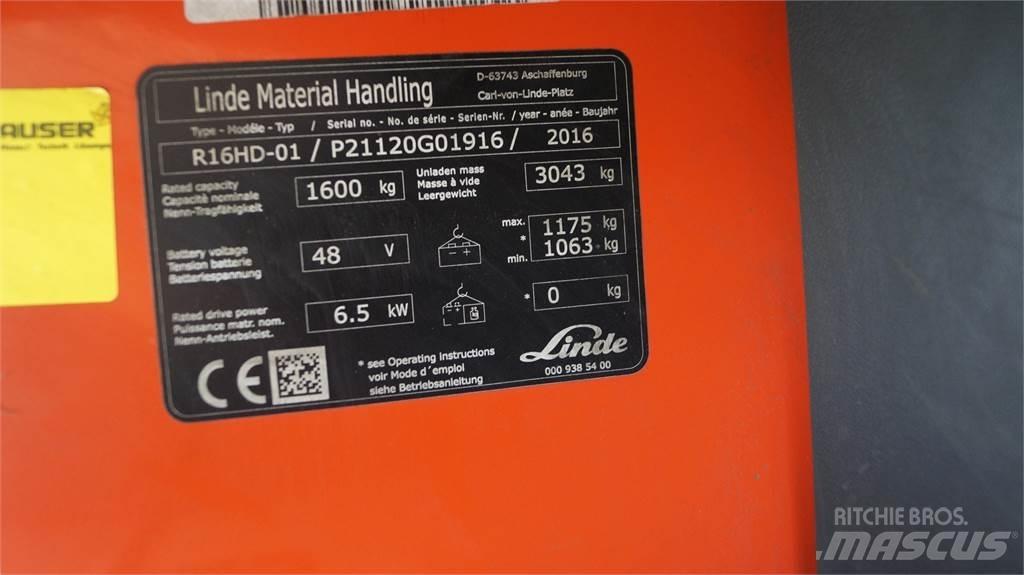 AUSER
Linde Material Handling
D-63743 Aschaffenburg
Carl-von-Linde-Platz
Type - Modèle - Typ / Serial no. - No. de série - Serien-Nr. / year - anée - Baujahr
R16HD-01 / P21120G01916 / 2016
Rated capacity
Capacité nominale
Nenn-Tragfähigkeit
1600 kg
Unladen mass
Masse à vide
Leergewicht
3043 kg
Battery voltage
Tension batterie
Batteriespannung
48 V
max. 1175 kg
*
min. 1063 kg
Rated drive power
Puissance matr. nom.
Nenn-Antriebsleist.
6.5 kW
* 0 kg
* see Operating instructions
voir Mode d'emploi
siehe Betriebsanleitung
CE
Linde
000 938 54 00
RITCHIE BROS.
MASCUS